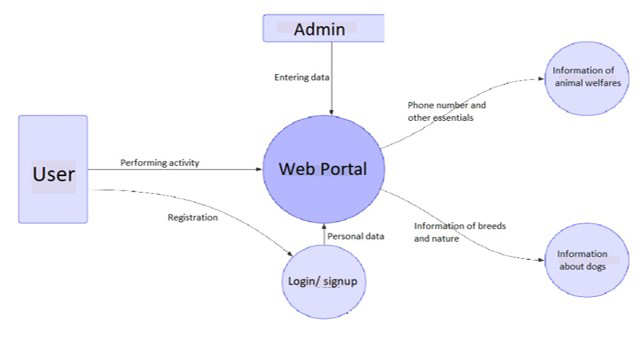 Admin
Entering data
Information of
animal welfares
Phone number and
other essentials
User
Performing activity
Web Portal
Registration
Personal data
Information of breeds
and nature
Login/ signup
Information
about dogs